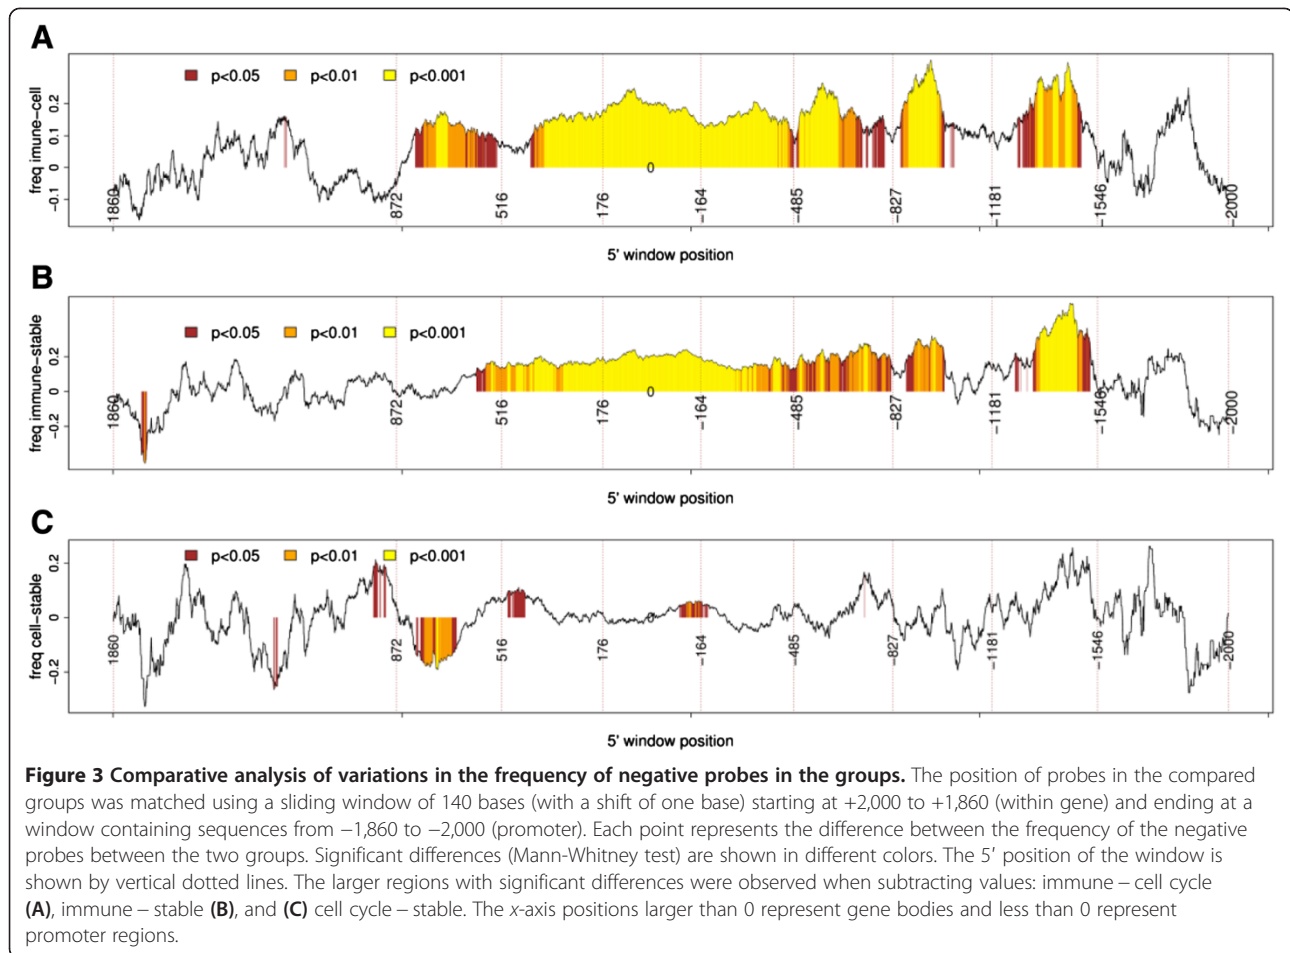 A
p<0.05 p<0.01 p<0.001
freq imune−cell
0.2
0.1
0
−0.1
0
1860 872 516 176 −164 −485 −827 −1181 −1546 −2000
5' window position
B
p<0.05 p<0.01 p<0.001
freq immune−stable
0.2
0
−0.2
0
1860 872 516 176 −164 −485 −827 −1181 −1546 −2000
5' window position
C
p<0.05 p<0.01 p<0.001
freq cell−stable
0.2
0
−0.2
0
1860 872 516 176 −164 −485 −827 −1181 −1546 −2000
5' window position
Figure 3 Comparative analysis of variations in the frequency of negative probes in the groups. The position of probes in the compared
groups was matched using a sliding window of 140 bases (with a shift of one base) starting at +2,000 to +1,860 (within gene) and ending at a
window containing sequences from −1,860 to −2,000 (promoter). Each point represents the difference between the frequency of the negative
probes between the two groups. Significant differences (Mann-Whitney test) are shown in different colors. The 5′ position of the window is
shown by vertical dotted lines. The larger regions with significant differences were observed when subtracting values: immune – cell cycle
(A), immune – stable (B), and (C) cell cycle – stable. The x-axis positions larger than 0 represent gene bodies and less than 0 represent
promoter regions.